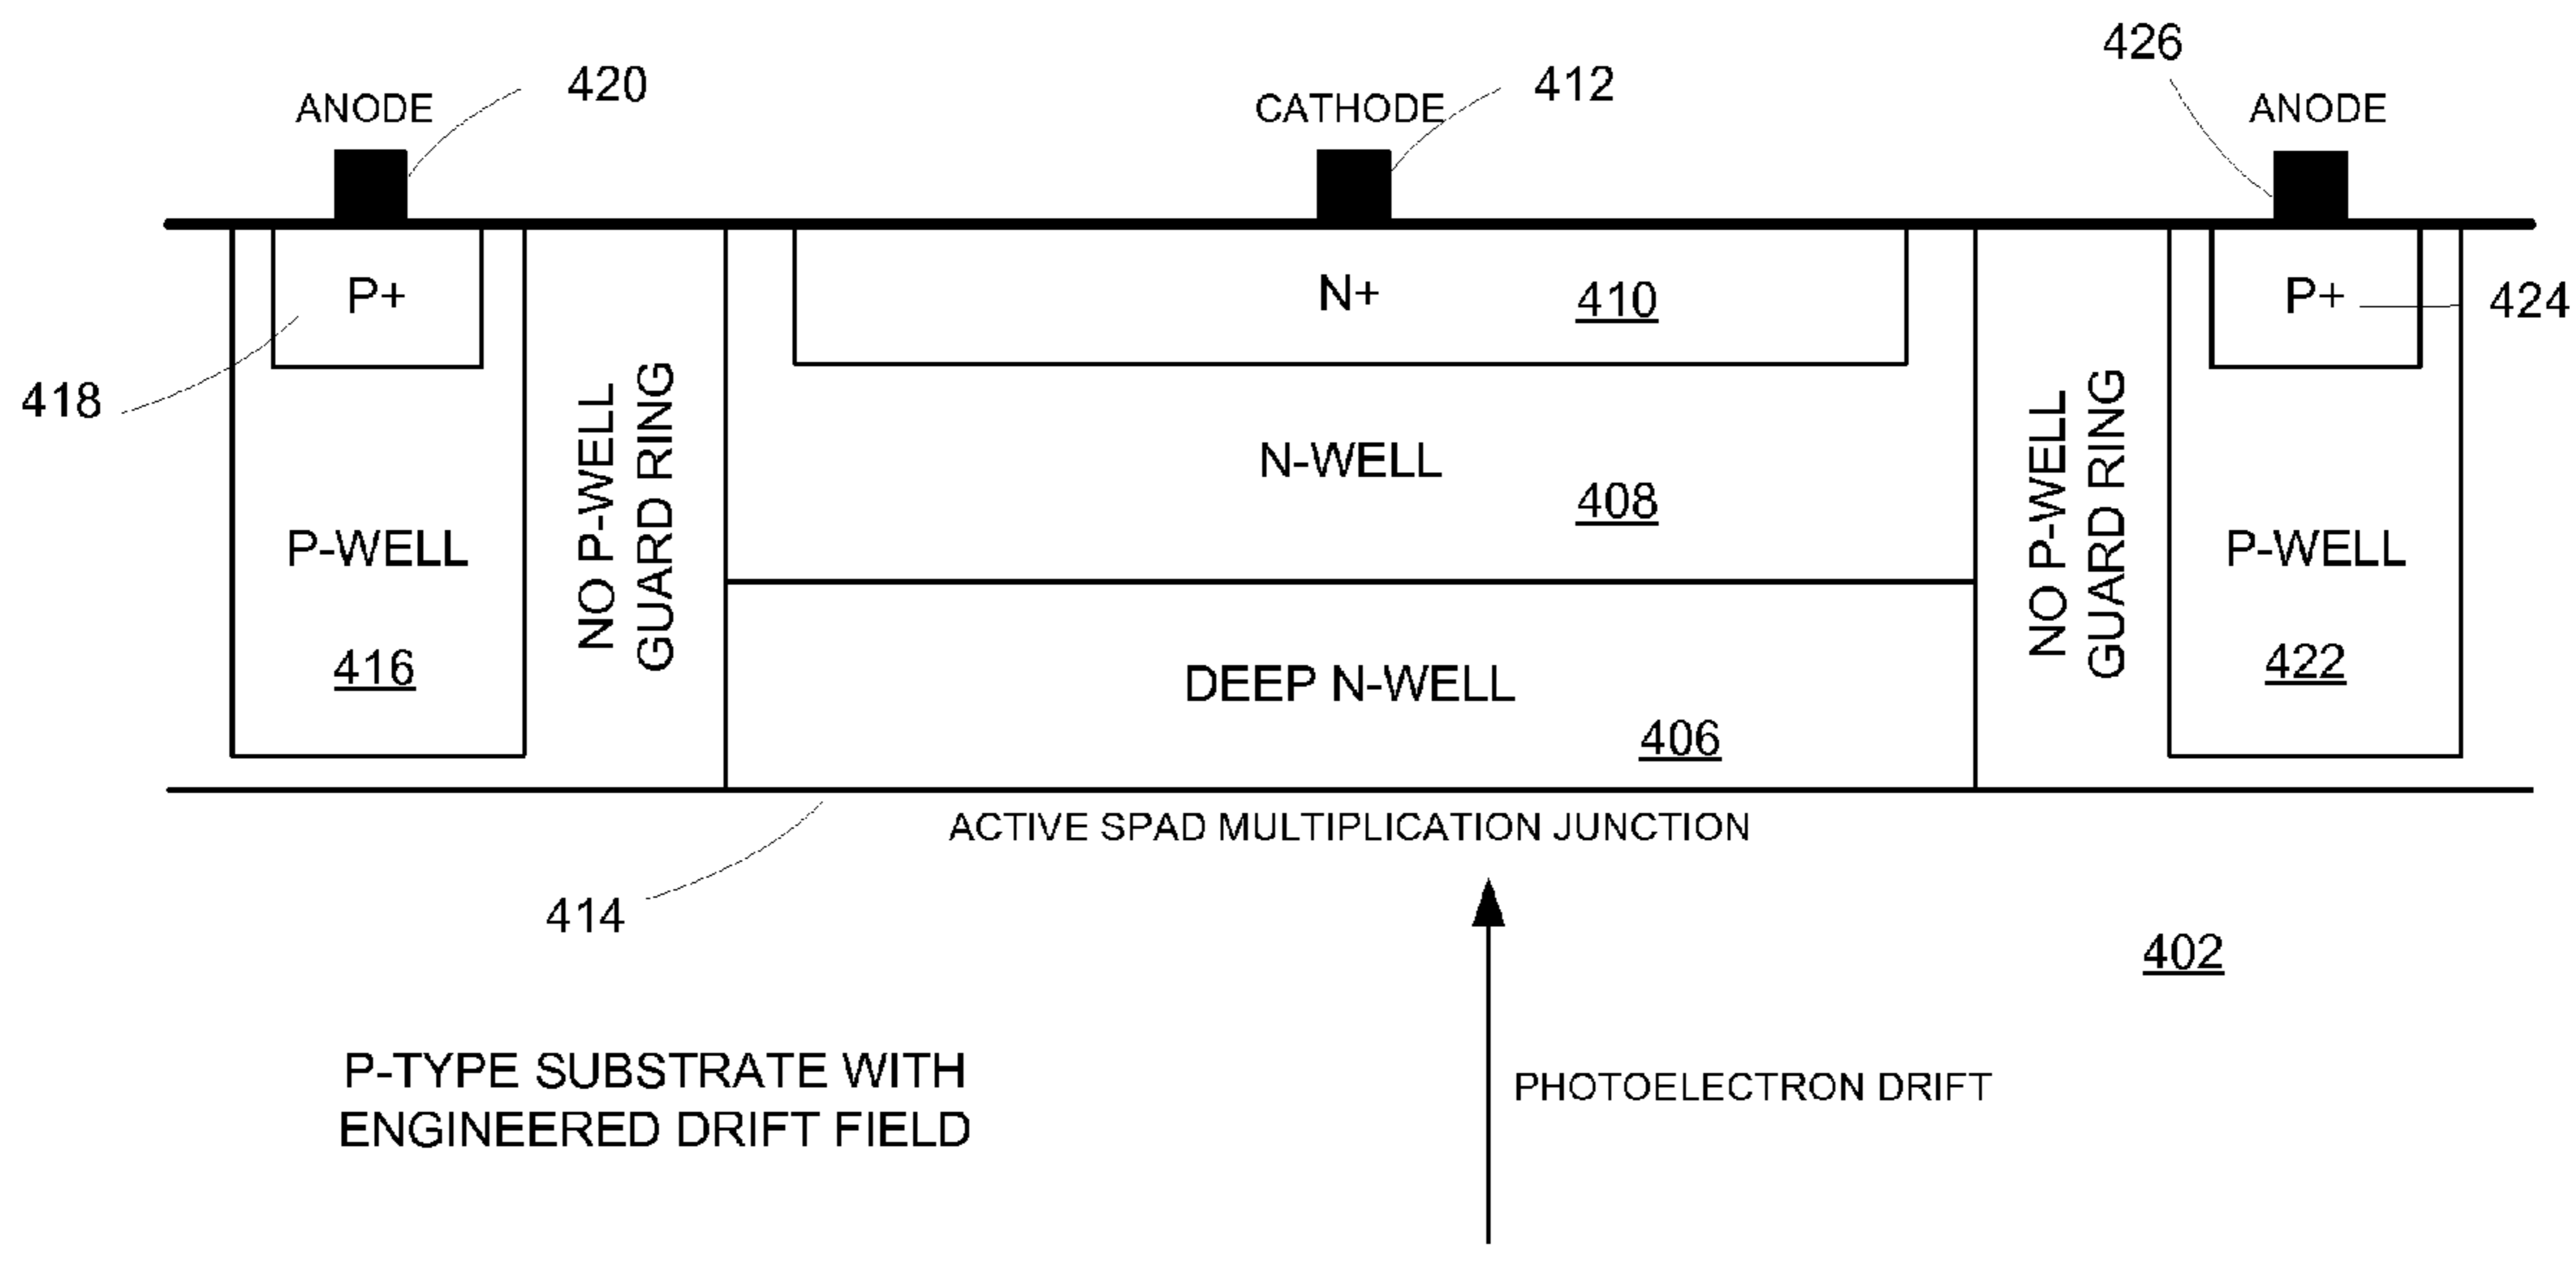 420
426
ANODE
CATHODE
412
ANODE
P+
N+
410
P+
424
418
NO P-WELL
GUARD RING
N-WELL
408
NO P-WELL
GUARD RING
P-WELL
416
P-WELL
422
DEEP N-WELL
406
ACTIVE SPAD MULTIPLICATION JUNCTION
414
402
P-TYPE SUBSTRATE WITH
ENGINEERED DRIFT FIELD
PHOTOELECTRON DRIFT